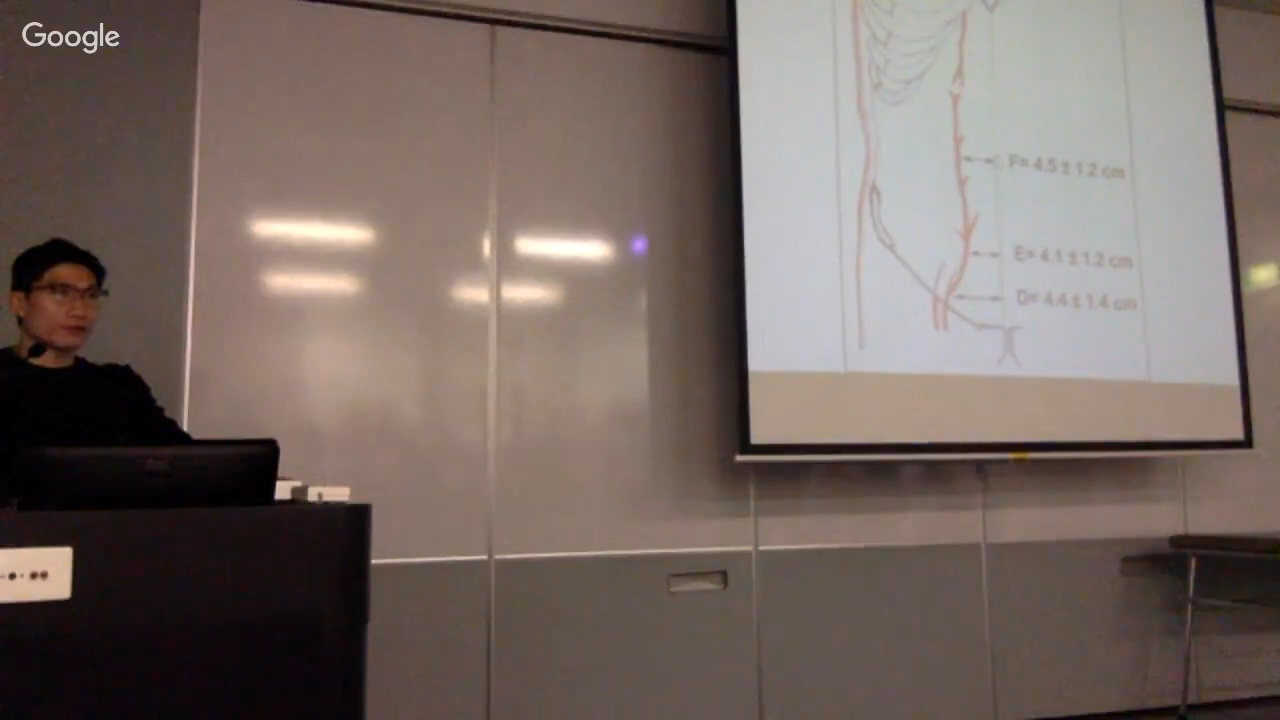 Google
F= 4.5 ± 1.2 cm
E= 4.1 ± 1.2 cm
D= 4.4 ± 1.4 cm